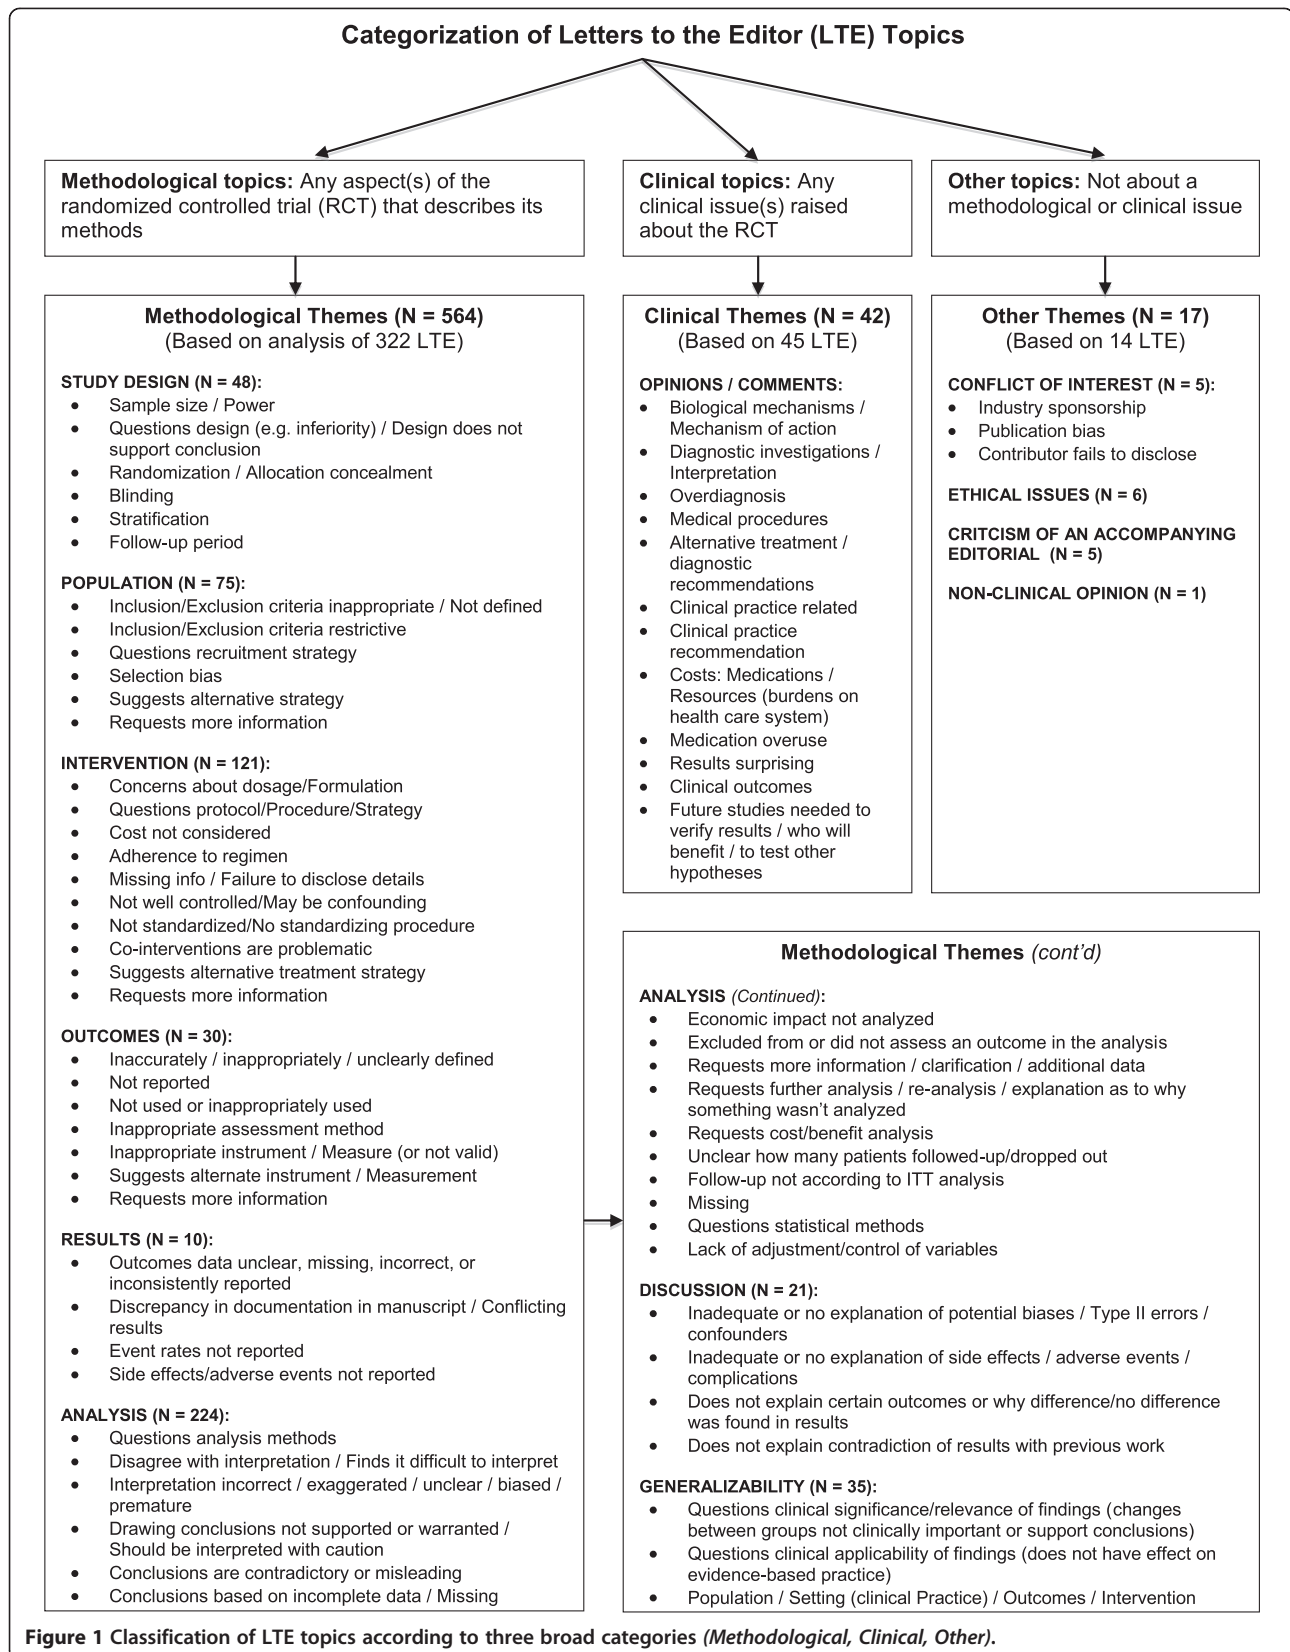 Categorization of Letters to the Editor (LTE) Topics
Methodological topics: Any aspect(s) of the
randomized controlled trial (RCT) that describes its
methods
Clinical topics: Any
clinical issue(s) raised
about the RCT
Other topics: Not about a
methodological or clinical issue
Methodological Themes (N = 564)
(Based on analysis of 322 LTE)
STUDY DESIGN (N = 48):
• Sample size / Power
• Questions design (e.g. inferiority) / Design does not
support conclusion
• Randomization / Allocation concealment
• Blinding
• Stratification
• Follow-up period
POPULATION (N = 75):
• Inclusion/Exclusion criteria inappropriate / Not defined
• Inclusion/Exclusion criteria restrictive
• Questions recruitment strategy
• Selection bias
• Suggests alternative strategy
• Requests more information
INTERVENTION (N = 121):
• Concerns about dosage/Formulation
• Questions protocol/Procedure/Strategy
• Cost not considered
• Adherence to regimen
• Missing info / Failure to disclose details
• Not well controlled/May be confounding
• Not standardized/No standardizing procedure
• Co-interventions are problematic
• Suggests alternative treatment strategy
• Requests more information
OUTCOMES (N = 30):
• Inaccurately / inappropriately / unclearly defined
• Not reported
• Not used or inappropriately used
• Inappropriate assessment method
• Inappropriate instrument / Measure (or not valid)
• Suggests alternate instrument / Measurement
• Requests more information
RESULTS (N = 10):
• Outcomes data unclear, missing, incorrect, or
inconsistently reported
• Discrepancy in documentation in manuscript / Conflicting
results
• Event rates not reported
• Side effects/adverse events not reported
ANALYSIS (N = 224):
• Questions analysis methods
• Disagree with interpretation / Finds it difficult to interpret
• Interpretation incorrect / exaggerated / unclear / biased /
premature
• Drawing conclusions not supported or warranted /
Should be interpreted with caution
• Conclusions are contradictory or misleading
• Conclusions based on incomplete data / Missing
Clinical Themes (N = 42)
(Based on 45 LTE)
OPINIONS / COMMENTS:
• Biological mechanisms /
Mechanism of action
• Diagnostic investigations /
Interpretation
• Overdiagnosis
• Medical procedures
• Alternative treatment /
diagnostic
recommendations
• Clinical practice related
• Clinical practice
recommendation
• Costs: Medications /
Resources (burdens on
health care system)
• Medication overuse
• Results surprising
• Clinical outcomes
• Future studies needed to
verify results / who will
benefit / to test other
hypotheses
Other Themes (N = 17)
(Based on 14 LTE)
CONFLICT OF INTEREST (N = 5):
• Industry sponsorship
• Publication bias
• Contributor fails to disclose
ETHICAL ISSUES (N = 6)
CRITCISM OF AN ACCOMPANYING
EDITORIAL (N = 5)
NON-CLINICAL OPINION (N = 1)
Methodological Themes (cont'd)
ANALYSIS (Continued):
• Economic impact not analyzed
• Excluded from or did not assess an outcome in the analysis
• Requests more information / clarification / additional data
• Requests further analysis / re-analysis / explanation as to why
something wasn't analyzed
• Requests cost/benefit analysis
• Unclear how many patients followed-up/dropped out
• Follow-up not according to ITT analysis
• Missing
• Questions statistical methods
• Lack of adjustment/control of variables
DISCUSSION (N = 21):
• Inadequate or no explanation of potential biases / Type II errors /
confounders
• Inadequate or no explanation of side effects / adverse events /
complications
• Does not explain certain outcomes or why difference/no difference
was found in results
• Does not explain contradiction of results with previous work
GENERALIZABILITY (N = 35):
• Questions clinical significance/relevance of findings (changes
between groups not clinically important or support conclusions)
• Questions clinical applicability of findings (does not have effect on
evidence-based practice)
• Population / Setting (clinical Practice) / Outcomes / Intervention
Figure 1 Classification of LTE topics according to three broad categories (Methodological, Clinical, Other).